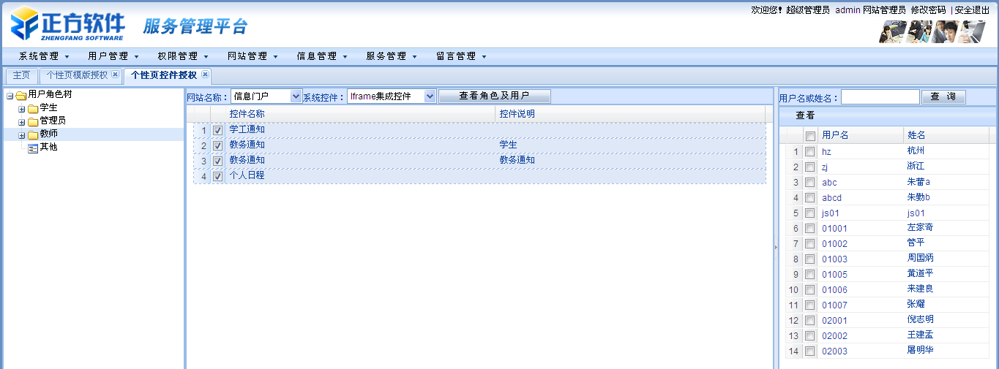 欢迎您! 超级管理员 admin 网站管理员 修改密码 | 安全退出
正方软件
ZHENGFANG SOFTWARE
服务管理平台
系统管理 用户管理 权限管理 网站管理 信息管理 服务管理 留言管理
主页 个性页模版授权 个性页控件授权
用户角色树
学生
管理员
教师
其他
网站名称： 信息门户 系统控件： Iframe集成控件 查看角色及用户
控件名称 控件说明
1 学工通知
2 教务通知 学生
3 教务通知 教务通知
4 个人日程
用户名或姓名： 查 询
查看
用户名 姓名
1 hz 杭州
2 zj 浙江
3 abc 朱蕾a
4 abcd 朱勤b
5 js01 js01
6 01001 左家奇
7 01002 管平
8 01003 周国炳
9 01005 黄道平
10 01006 来建良
11 01007 张耀
12 02001 倪志明
13 02002 王建孟
14 02003 屠明华